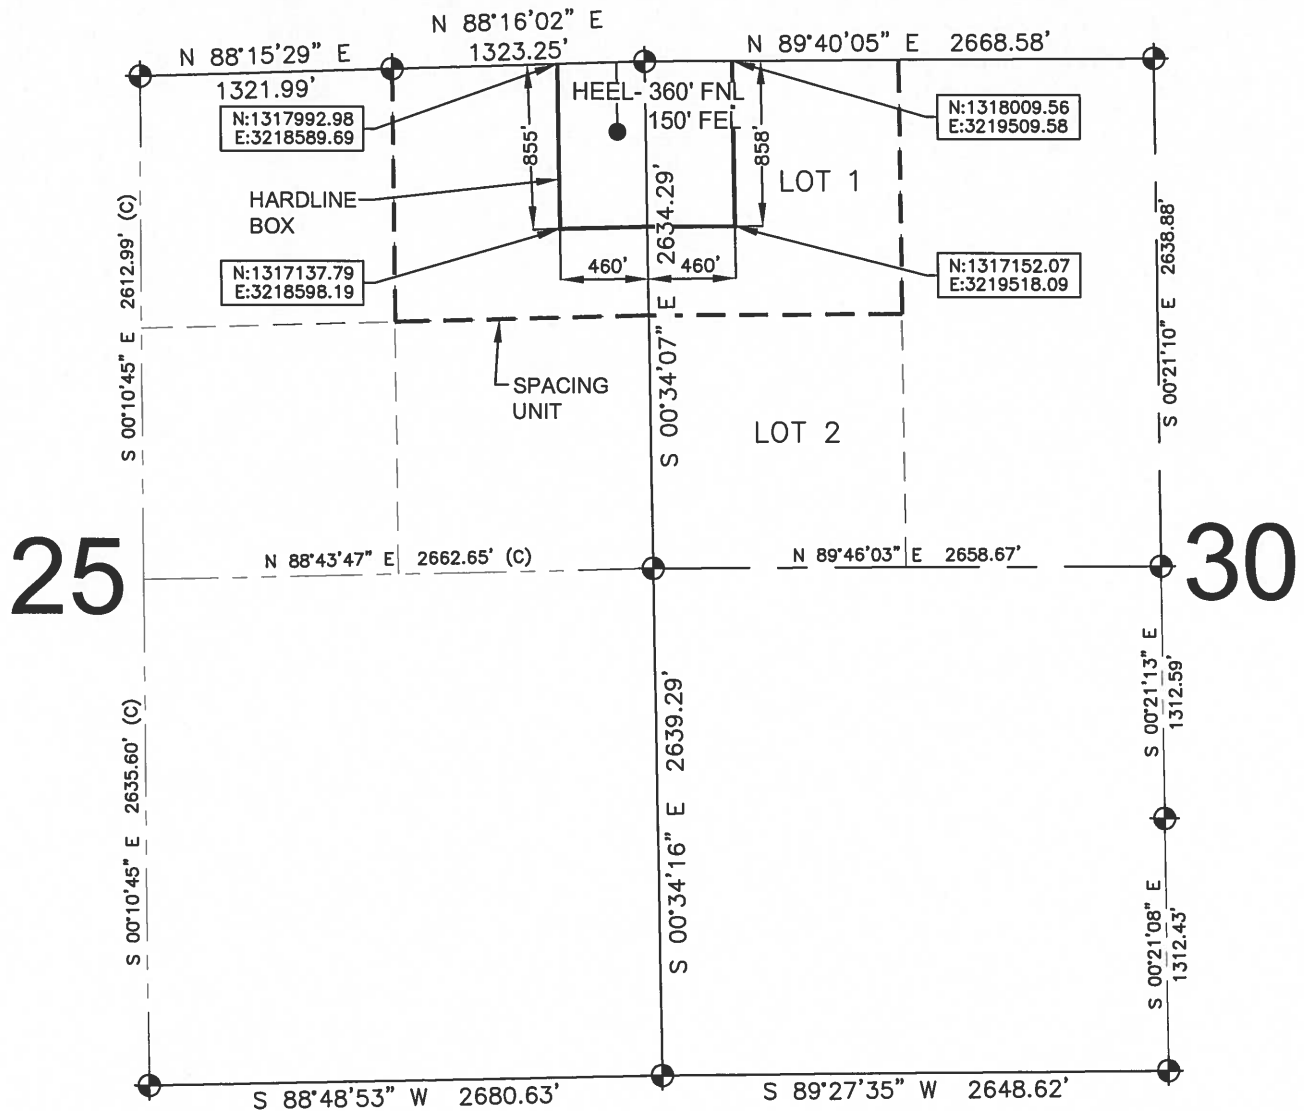 N 88°16'02" E
1323.25'
N 88°15'29" E
1321.99'
N 89°40'05" E 2668.58'
HEEL- 360' FNL
150' FEL
N:1317992.98
E:3218589.69
N:1318009.56
E:3219509.58
855'
858'
LOT 1
HARDLINE
BOX
N:1317137.79
E:3218598.19
460'
460'
N:1317152.07
E:3219518.09
S 00°10'45" E 2612.99' (C)
S 00°34'07" E 2634.29'
S 00°21'10" E 2638.88'
SPACING
UNIT
LOT 2
25
N 88°43'47" E 2662.65' (C)
N 89°46'03" E 2658.67'
30
S 00°10'45" E 2635.60' (C)
S 00°34'16" E 2639.29'
S 00°21'13" E
1312.59'
S 00°21'08" E
1312.43'
S 88°48'53" W 2680.63'
S 89°27'35" W 2648.62'